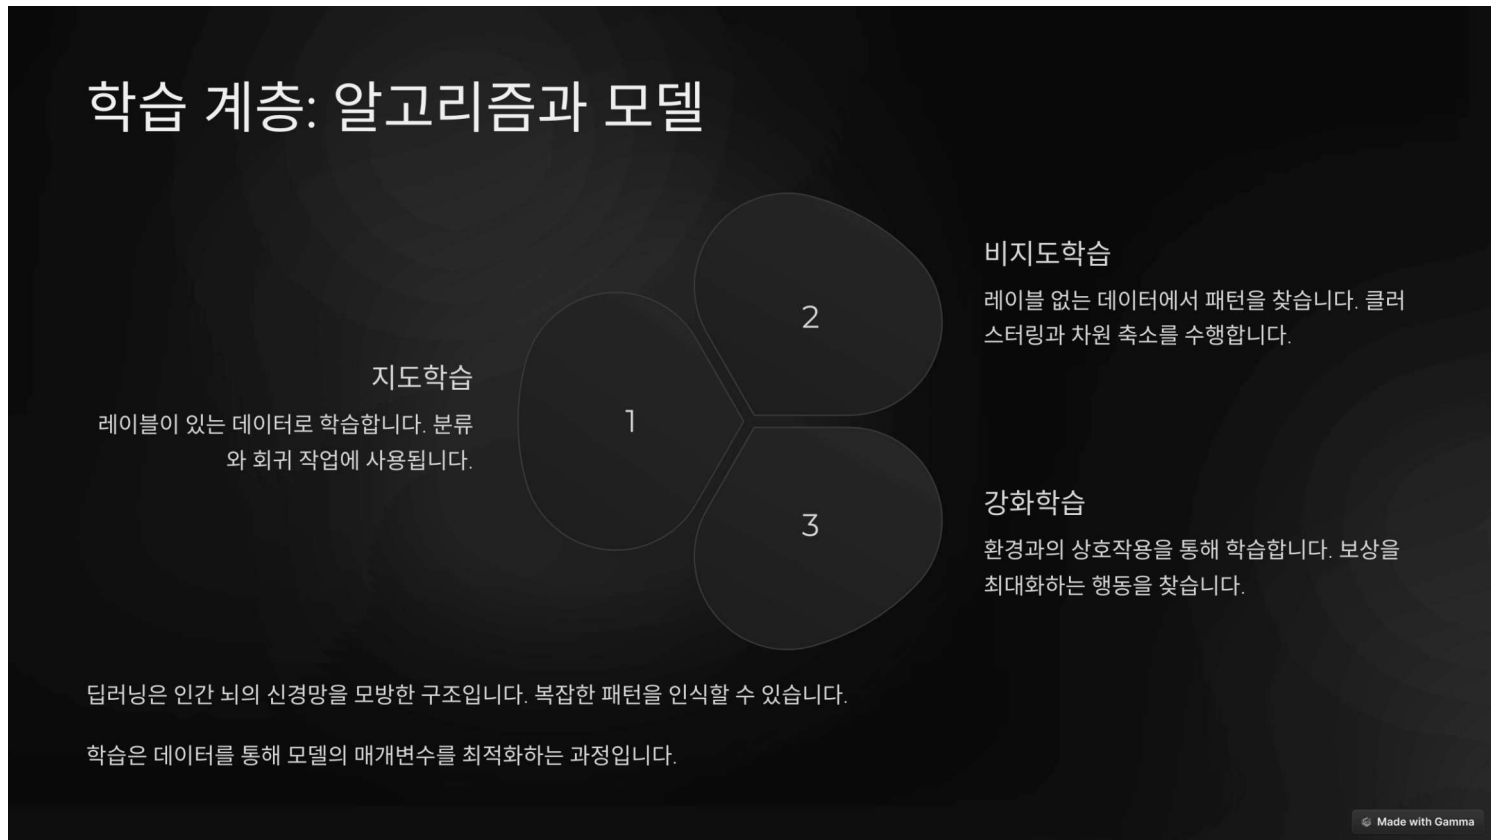 학습 계층: 알고리즘과 모델
지도학습
레이블이 있는 데이터로 학습합니다. 분류
와 회귀 작업에 사용됩니다.
1
2
비지도학습
레이블 없는 데이터에서 패턴을 찾습니다. 클러
스터링과 차원 축소를 수행합니다.
3
강화학습
환경과의 상호작용을 통해 학습합니다. 보상을
최대화하는 행동을 찾습니다.
딥러닝은 인간 뇌의 신경망을 모방한 구조입니다. 복잡한 패턴을 인식할 수 있습니다.
학습은 데이터를 통해 모델의 매개변수를 최적화하는 과정입니다.
Made with Gamma